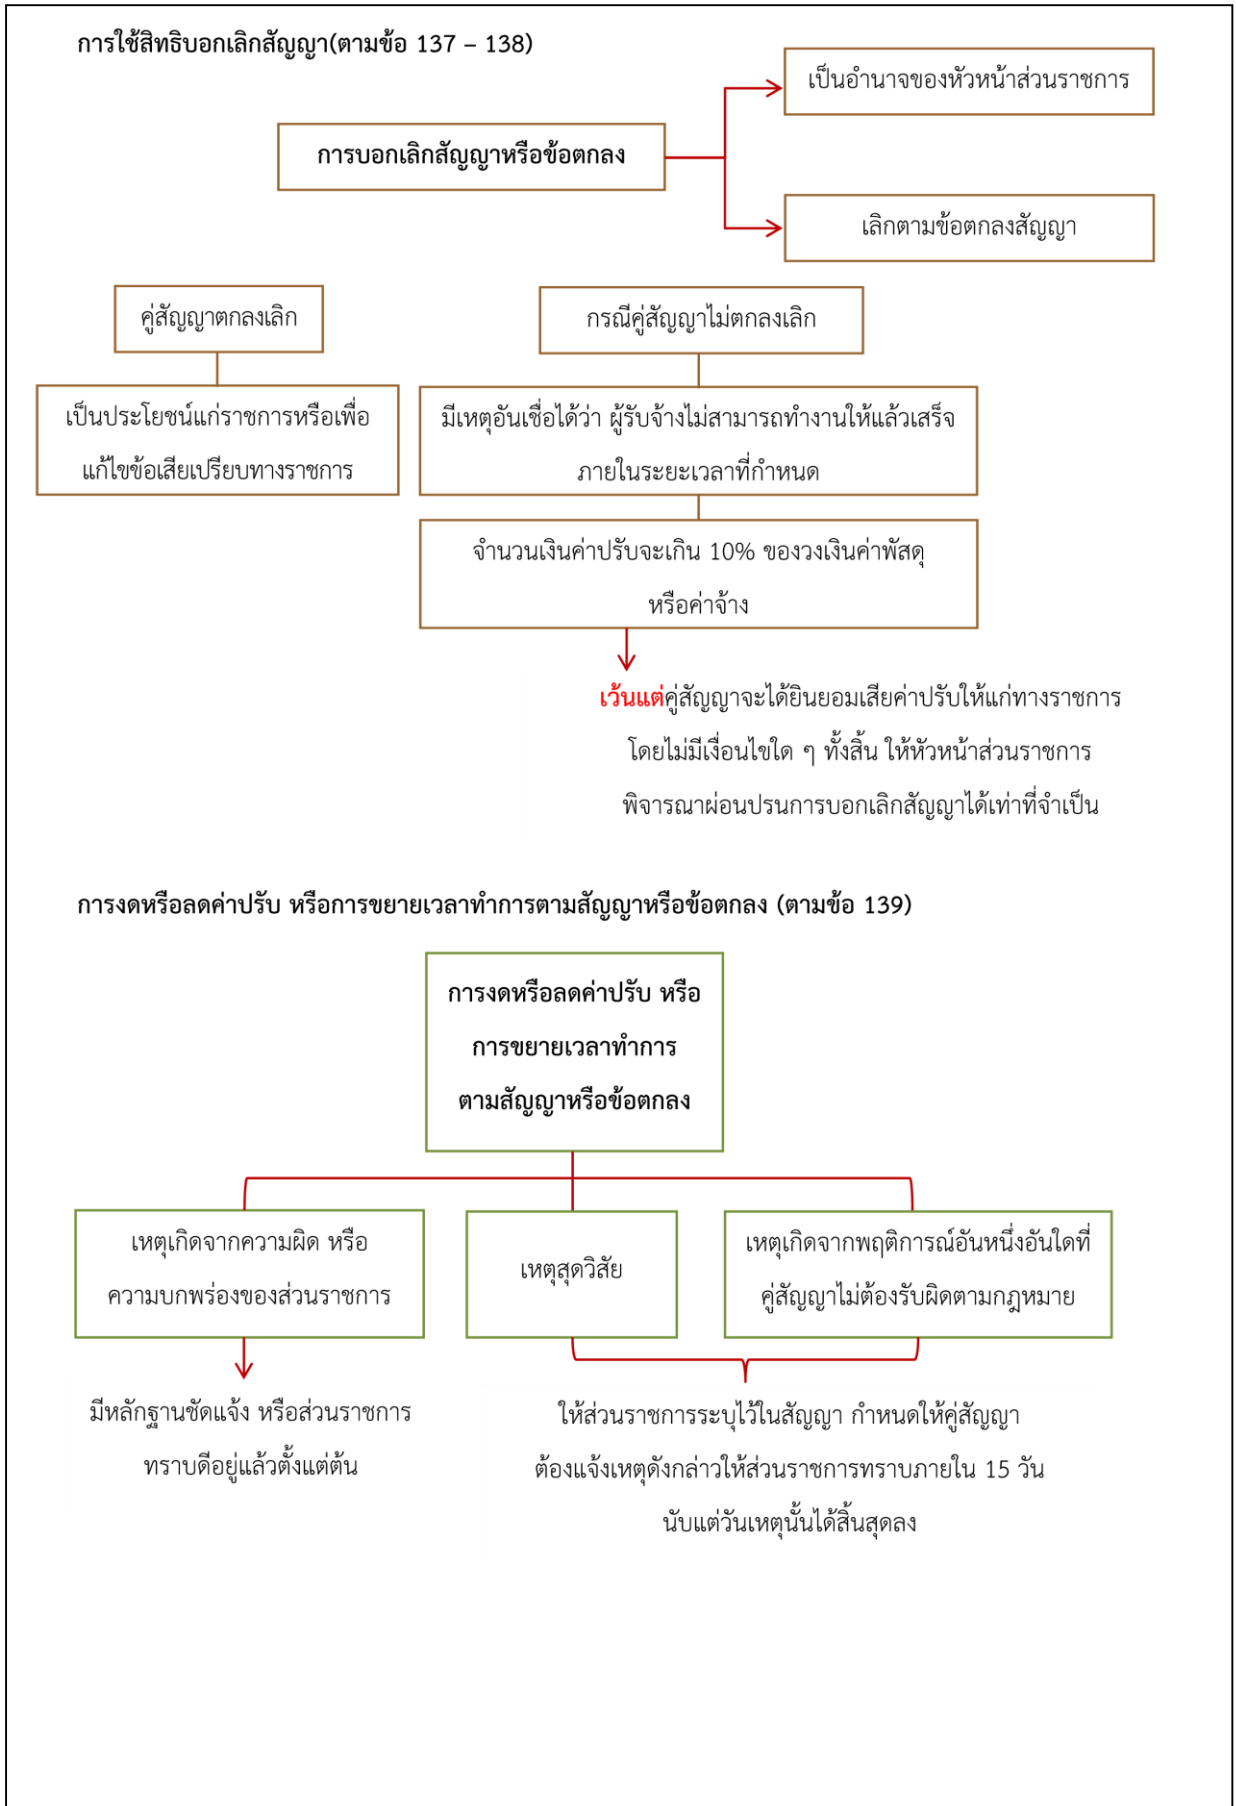 การใช้สิทธิบอกเลิกสัญญา(ตามข้อ 137 – 138)
เป็นอำนาจของหัวหน้าส่วนราชการ
การบอกเลิกสัญญาหรือข้อตกลง
เลิกตามข้อตกลงสัญญา
คู่สัญญาตกลงเลิก
กรณีคู่สัญญาไม่ตกลงเลิก
เป็นประโยชน์แก่ราชการหรือเพื่อ
แก้ไขข้อเสียเปรียบทางราชการ
มีเหตุอันเชื่อได้ว่า ผู้รับจ้างไม่สามารถทำงานให้แล้วเสร็จ
ภายในระยะเวลาที่กำหนด
จำนวนเงินค่าปรับจะเกิน 10% ของวงเงินค่าพัสดุ
หรือค่าจ้าง
เว้นแต่คู่สัญญาจะได้ยินยอมเสียค่าปรับให้แก่ทางราชการ
โดยไม่มีเงื่อนไขใด ๆ ทั้งสิ้น ให้หัวหน้าส่วนราชการ
พิจารณาผ่อนปรนการบอกเลิกสัญญาได้เท่าที่จำเป็น
การงดหรือลดค่าปรับ หรือการขยายเวลาทำการตามสัญญาหรือข้อตกลง (ตามข้อ 139)
การงดหรือลดค่าปรับ หรือ
การขยายเวลาทำการ
ตามสัญญาหรือข้อตกลง
เหตุเกิดจากความผิด หรือ
ความบกพร่องของส่วนราชการ
เหตุสุดวิสัย
เหตุเกิดจากพฤติการณ์อันหนึ่งอันใดที่
คู่สัญญาไม่ต้องรับผิดตามกฎหมาย
มีหลักฐานชัดแจ้ง หรือส่วนราชการ
ทราบดีอยู่แล้วตั้งแต่ต้น
ให้ส่วนราชการระบุไว้ในสัญญา กำหนดให้คู่สัญญา
ต้องแจ้งเหตุดังกล่าวให้ส่วนราชการทราบภายใน 15 วัน
นับแต่วันเหตุนั้นได้สิ้นสุดลง